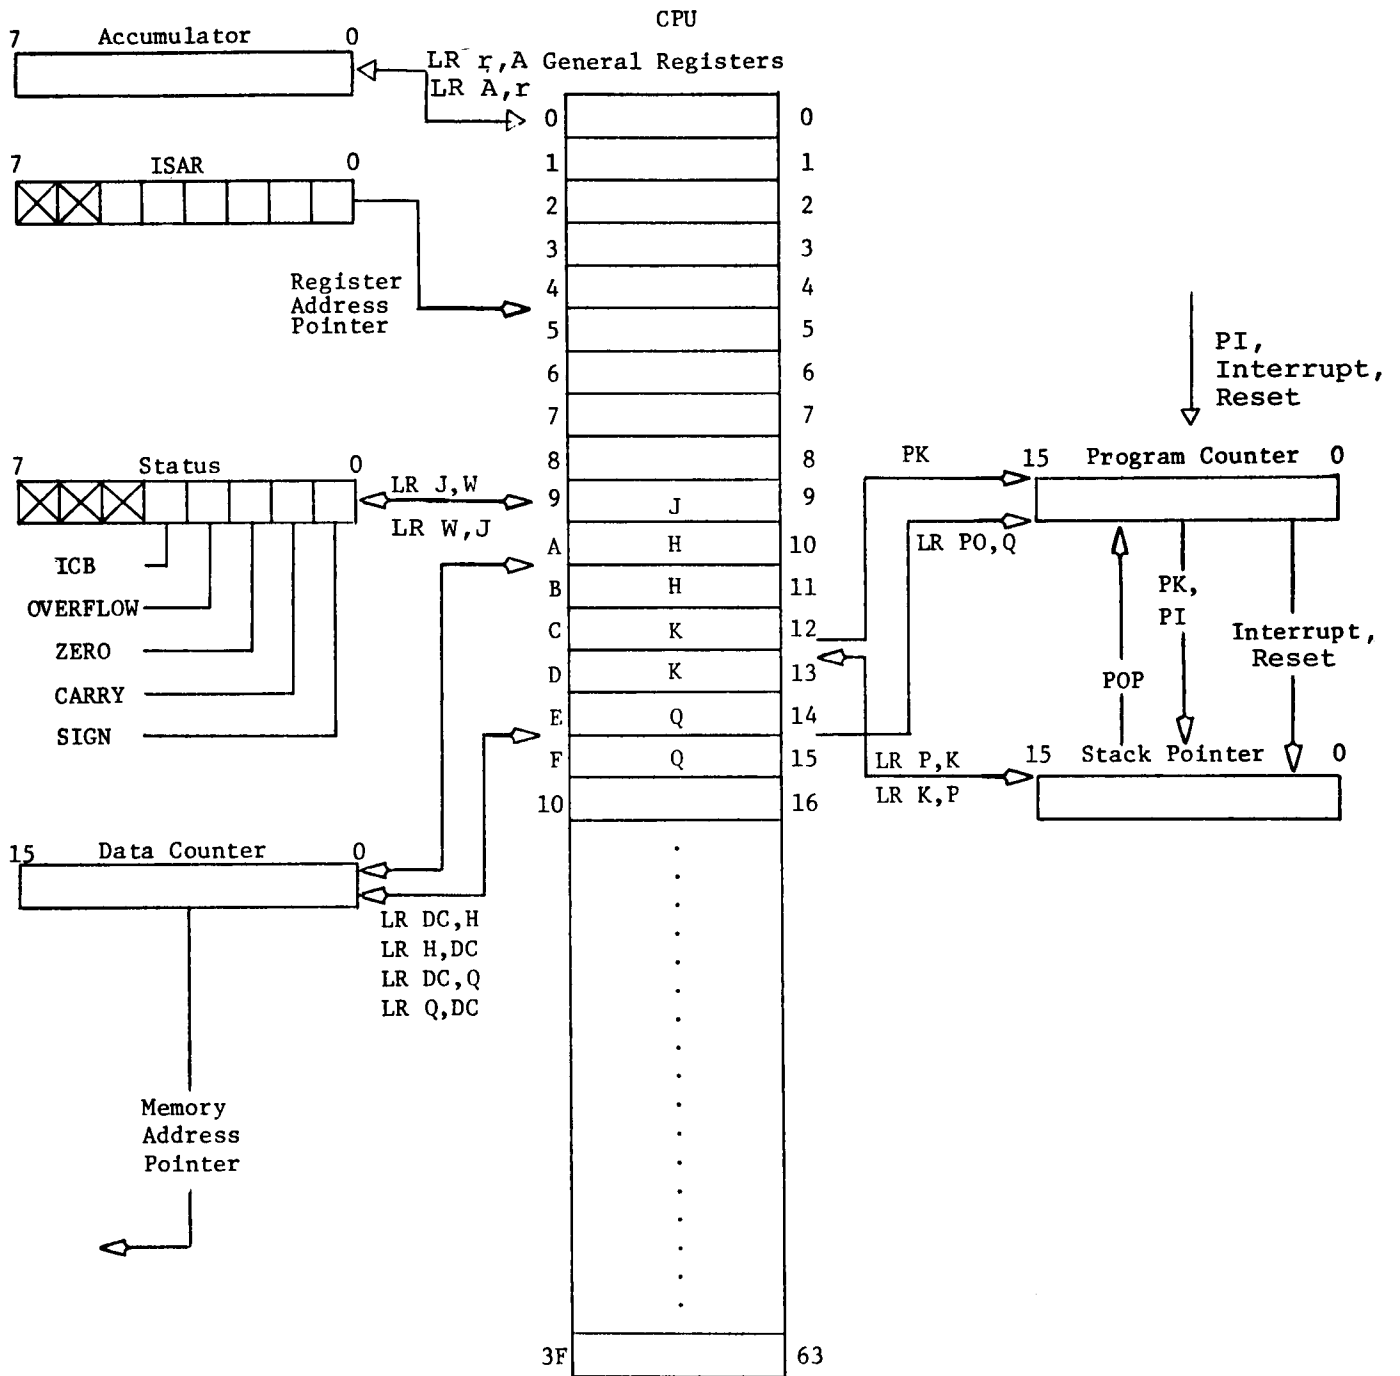 CPU
7 Accumulator 0
LR r,A General Registers
LR A,r
0 0
7 ISAR 0
1 1
2 2
3 3
Register
Address
Pointer
4 4
5 5
6 6
7 7
8 8
PI,
Interrupt,
Reset
7 Status 0
LR J,W
LR W,J
9 J 9
A H 10
B H 11
C K 12
D K 13
E Q 14
F Q 15
10 16
ICB
OVERFLOW
ZERO
CARRY
SIGN
PK
15 Program Counter 0
LR PO,Q
PK,
PI
Interrupt,
Reset
POP
15 Stack Pointer 0
LR P,K
LR K,P
15 Data Counter 0
LR DC,H
LR H,DC
LR DC,Q
LR Q,DC
Memory
Address
Pointer
3F 63